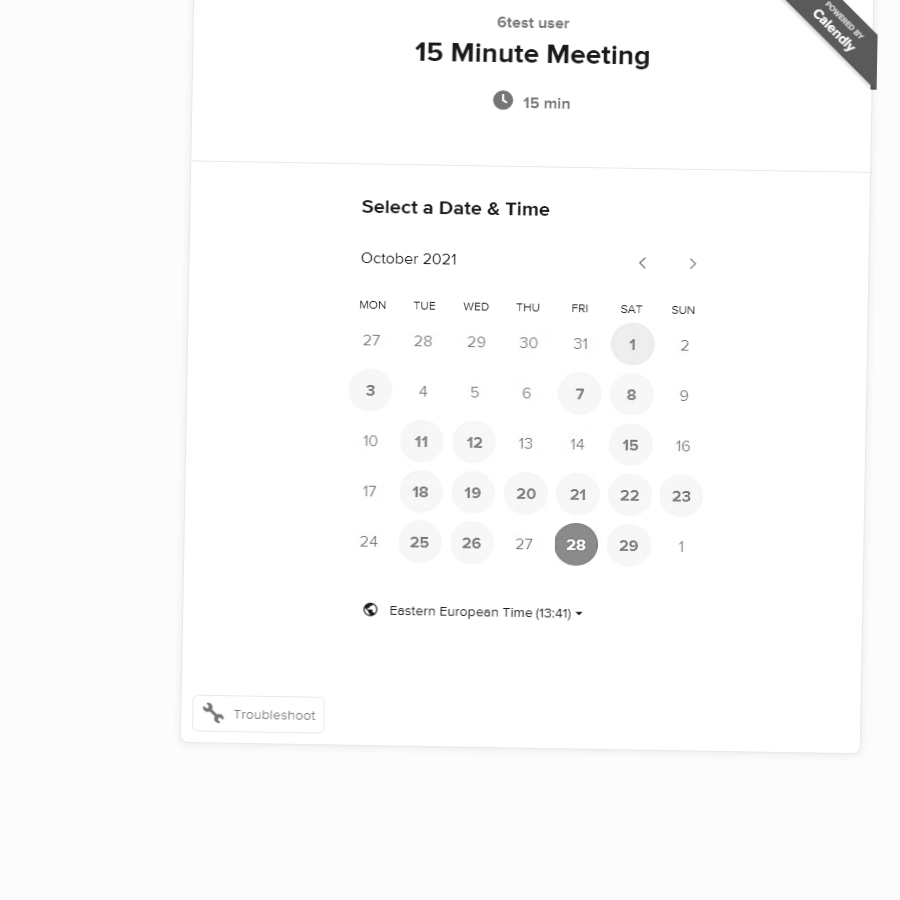 6test user
POWERED BY
Calendly
15 Minute Meeting
15 min
Select a Date & Time
October 2021
MON TUE WED THU FRI SAT SUN
27 28 29 30 31 1 2
3 4 5 6 7 8 9
10 11 12 13 14 15 16
17 18 19 20 21 22 23
24 25 26 27 28 29 1
Eastern European Time (13:41)
Troubleshoot